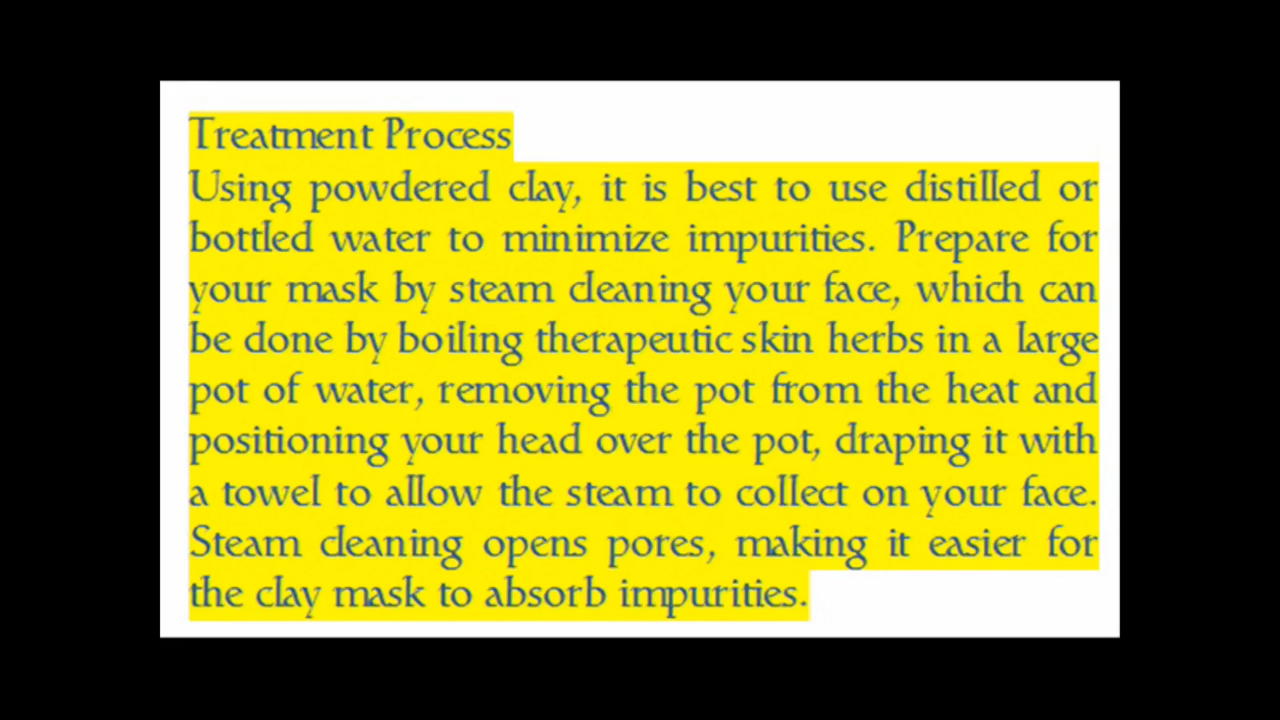 Treatment Process
Using powdered clay, it is best to use distilled or
bottled water to minimize impurities. Prepare for
your mask by steam cleaning your face, which can
be done by boiling therapeutic skin herbs in a large
pot of water, removing the pot from the heat and
positioning your head over the pot, draping it with
a towel to allow the steam to collect on your face.
Steam cleaning opens pores, making it easier for
the clay mask to absorb impurities.